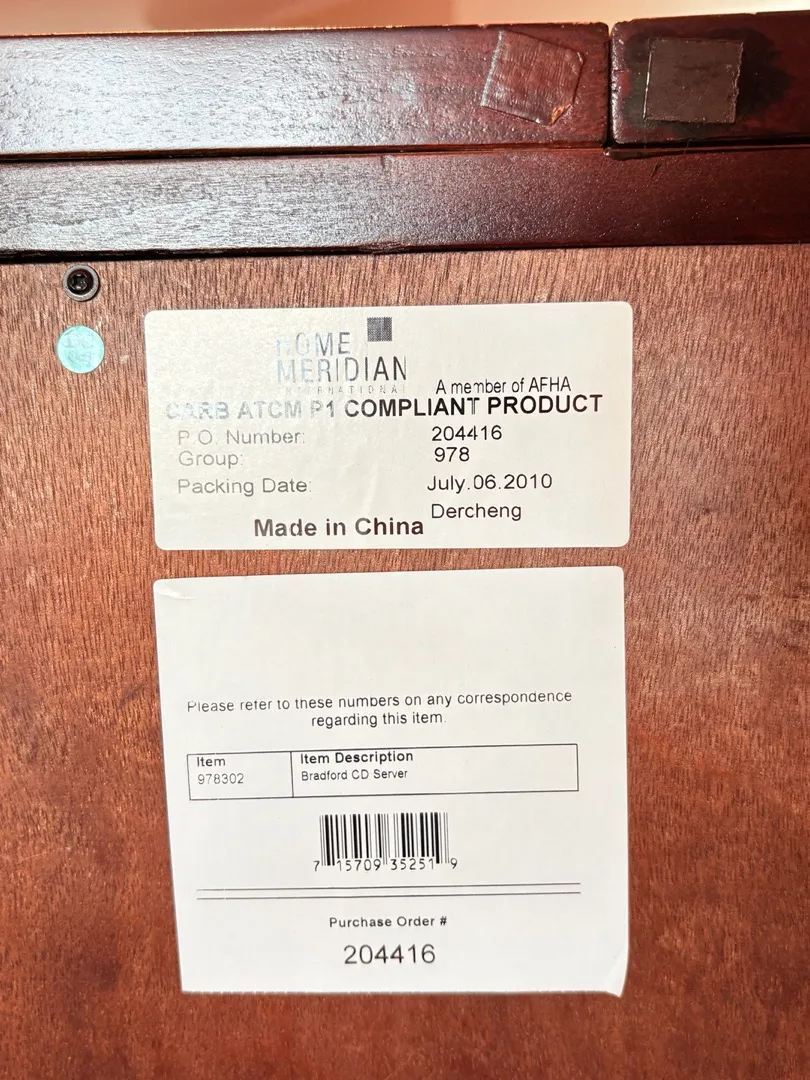 HOME
MERIDIAN
INTERNATIONAL
A member of AFHA
CARB ATCM P1 COMPLIANT PRODUCT
P.O. Number: 204416
Group: 978
Packing Date: July.06.2010
Dercheng
Made in China
Please refer to these numbers on any correspondence
regarding this item.
Item Item Description
978302 Bradford CD Server
7 15709 35251 9
Purchase Order #
204416